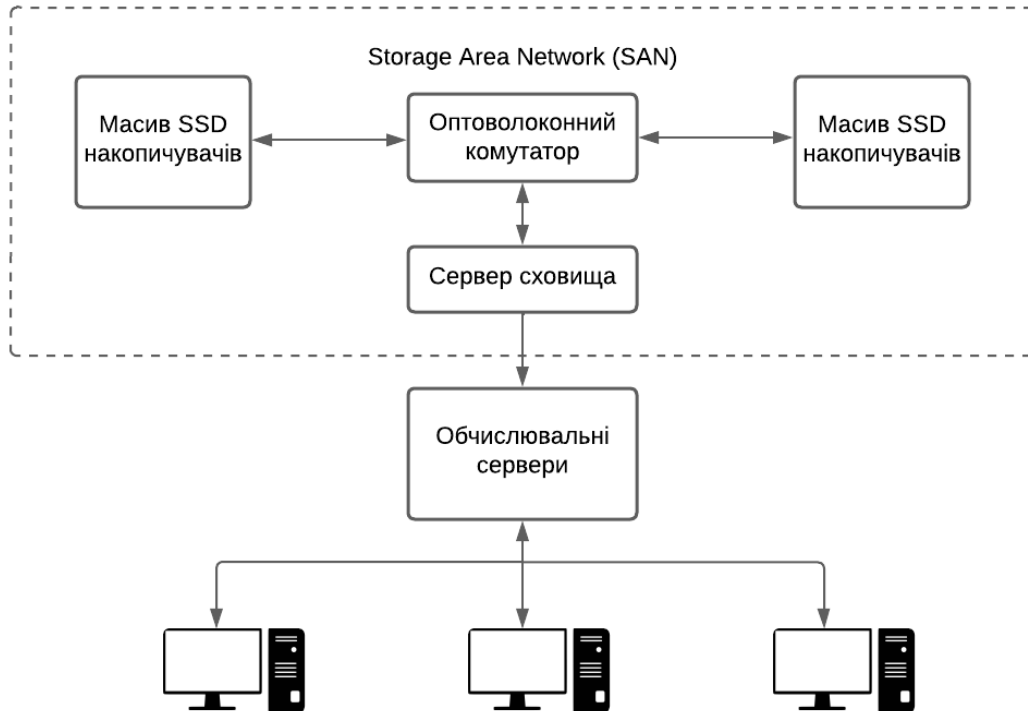 Storage Area Network (SAN)
Масив SSD
накопичувачів
Оптоволоконний
комутатор
Масив SSD
накопичувачів
Сервер сховища
Обчислювальні
сервери